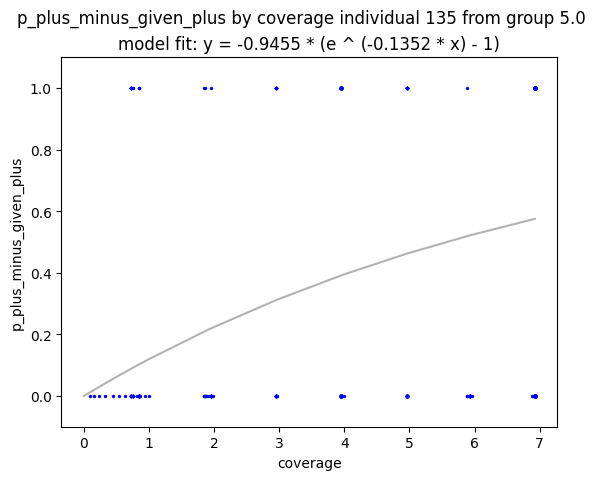 p_plus_minus_given_plus by coverage individual 135 from group 5.0
model fit: y = -0.9455 * (e ^ (-0.1352 * x) - 1)
1.0
0.8
0.6
0.4
0.2
0.0
p_plus_minus_given_plus
0 1 2 3 4 5 6 7
coverage